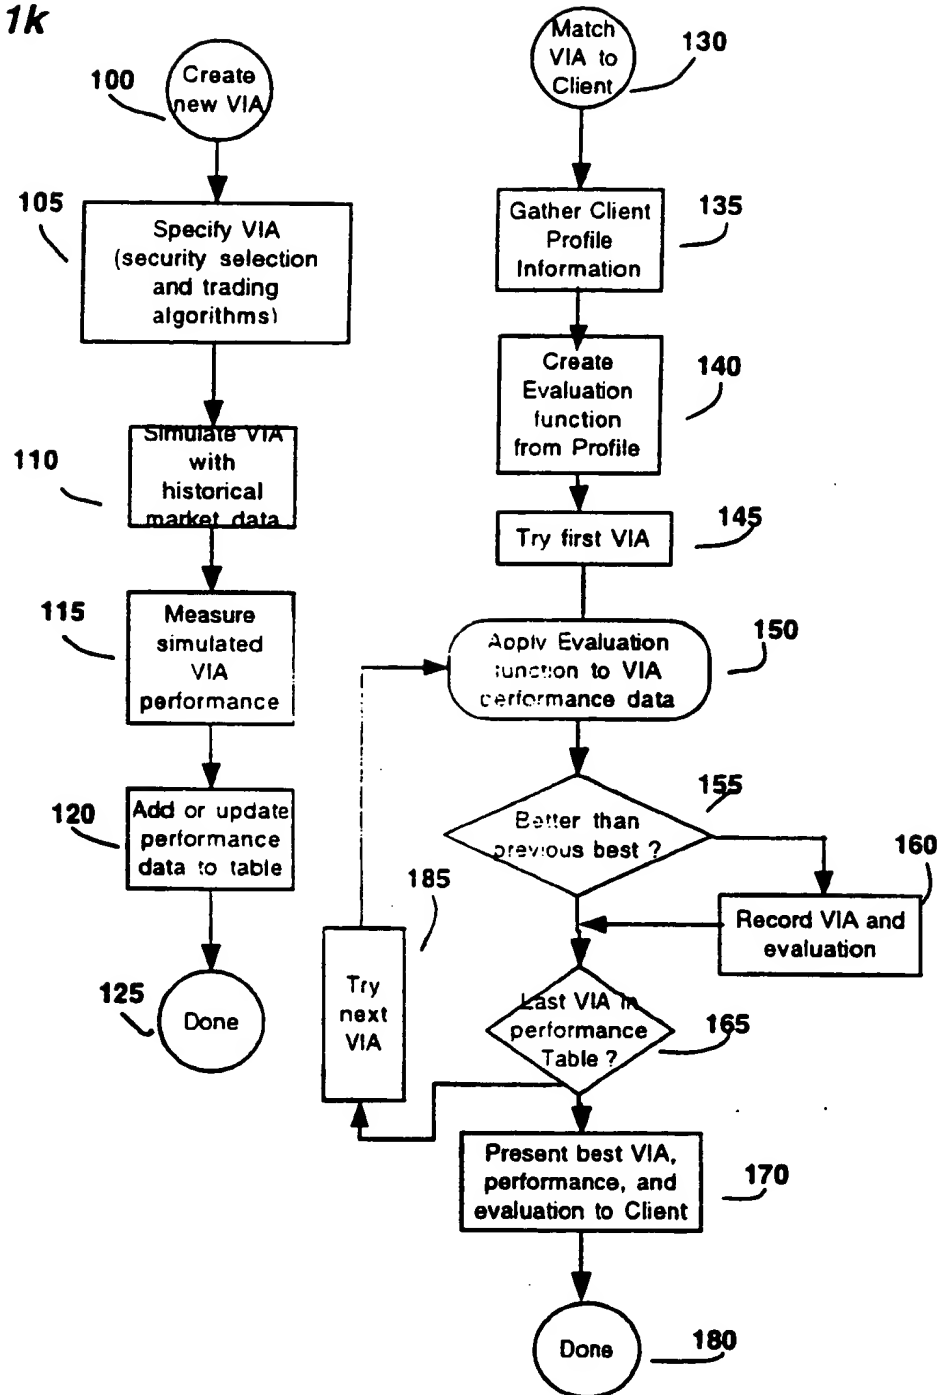 1k
100
Create
new VIA
105
Specify VIA
(security selection
and trading
algorithms)
110
Simulate VIA
with
historical
market data
115
Measure
simulated
VIA
performance
120
Add or update
performance
data to table
125
Done
Match
VIA to
Client
130
Gather Client
Profile
Information
135
Create
Evaluation
function
from Profile
140
Try first VIA
145
Apply Evaluation
function to VIA
performance data
150
Better than
previous best ?
155
Record VIA and
evaluation
160
185
Try
next
VIA
Last VIA in
performance
Table ?
165
Present best VIA,
performance, and
evaluation to Client
170
Done
180